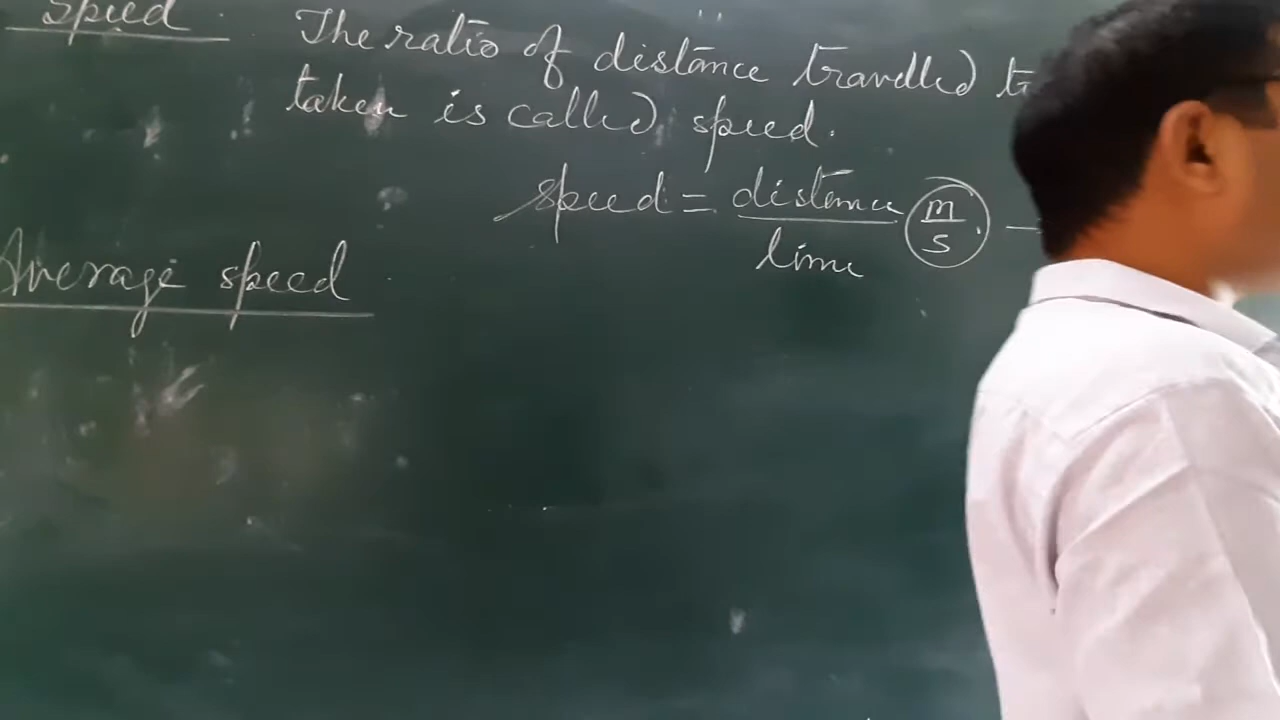 Speed. The ratio of distance travelled t
taken is called speed.
speed = distance / time m/s -
Average speed